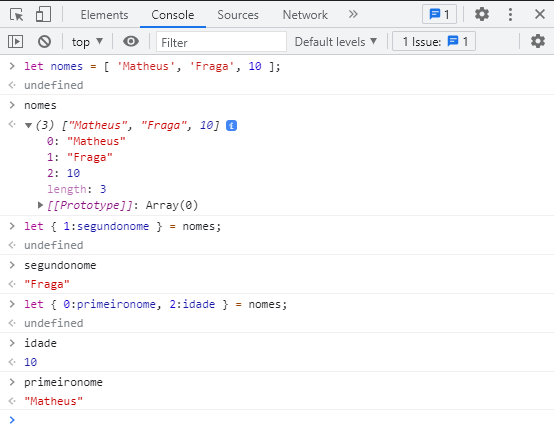 Elements Console Sources Network » 1
top ▼ Filter Default levels ▼ 1 Issue: 1
> let nomes = [ 'Matheus', 'Fraga', 10 ];
undefined
> nomes
(3) ["Matheus", "Fraga", 10] i
0: "Matheus"
1: "Fraga"
2: 10
length: 3
[[Prototype]]: Array(0)
> let { 1:segundonome } = nomes;
undefined
> segundonome
"Fraga"
> let { 0:primeironome, 2:idade } = nomes;
undefined
> idade
10
> primeironome
"Matheus"
>